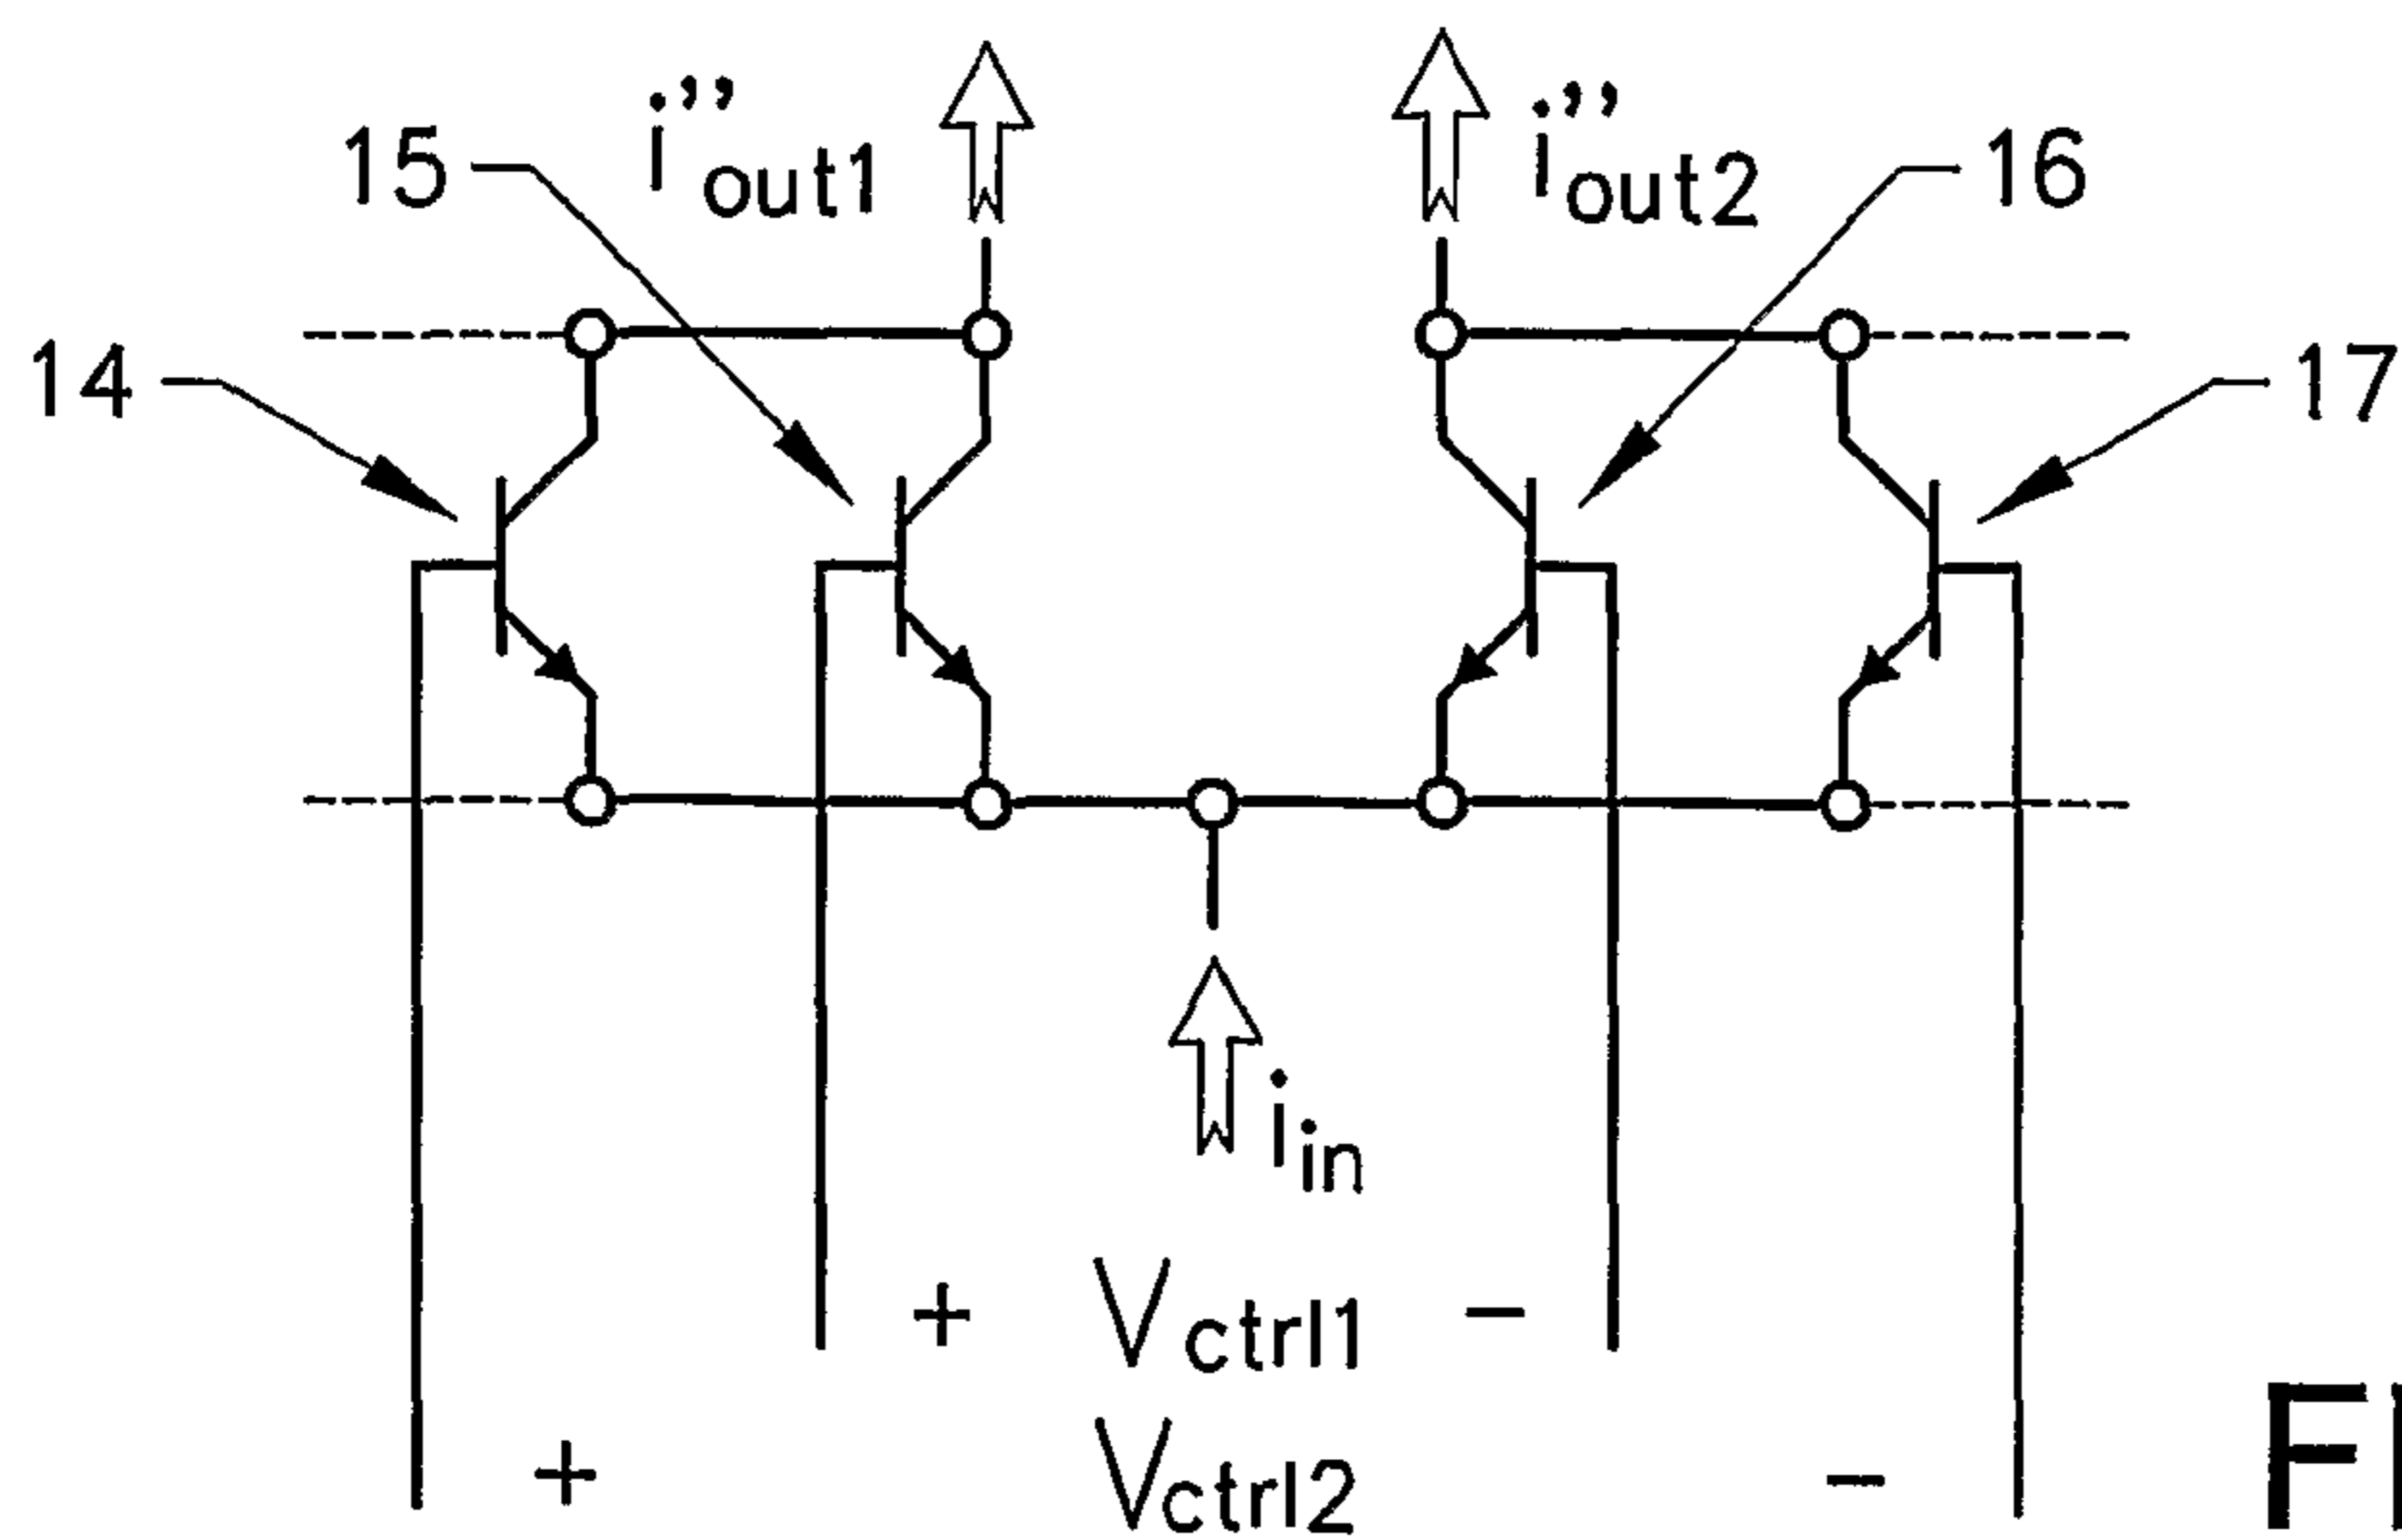 15 i”out1 i”out2 16
14 17
iin
+ Vctrl1 −
+ Vctrl2 −